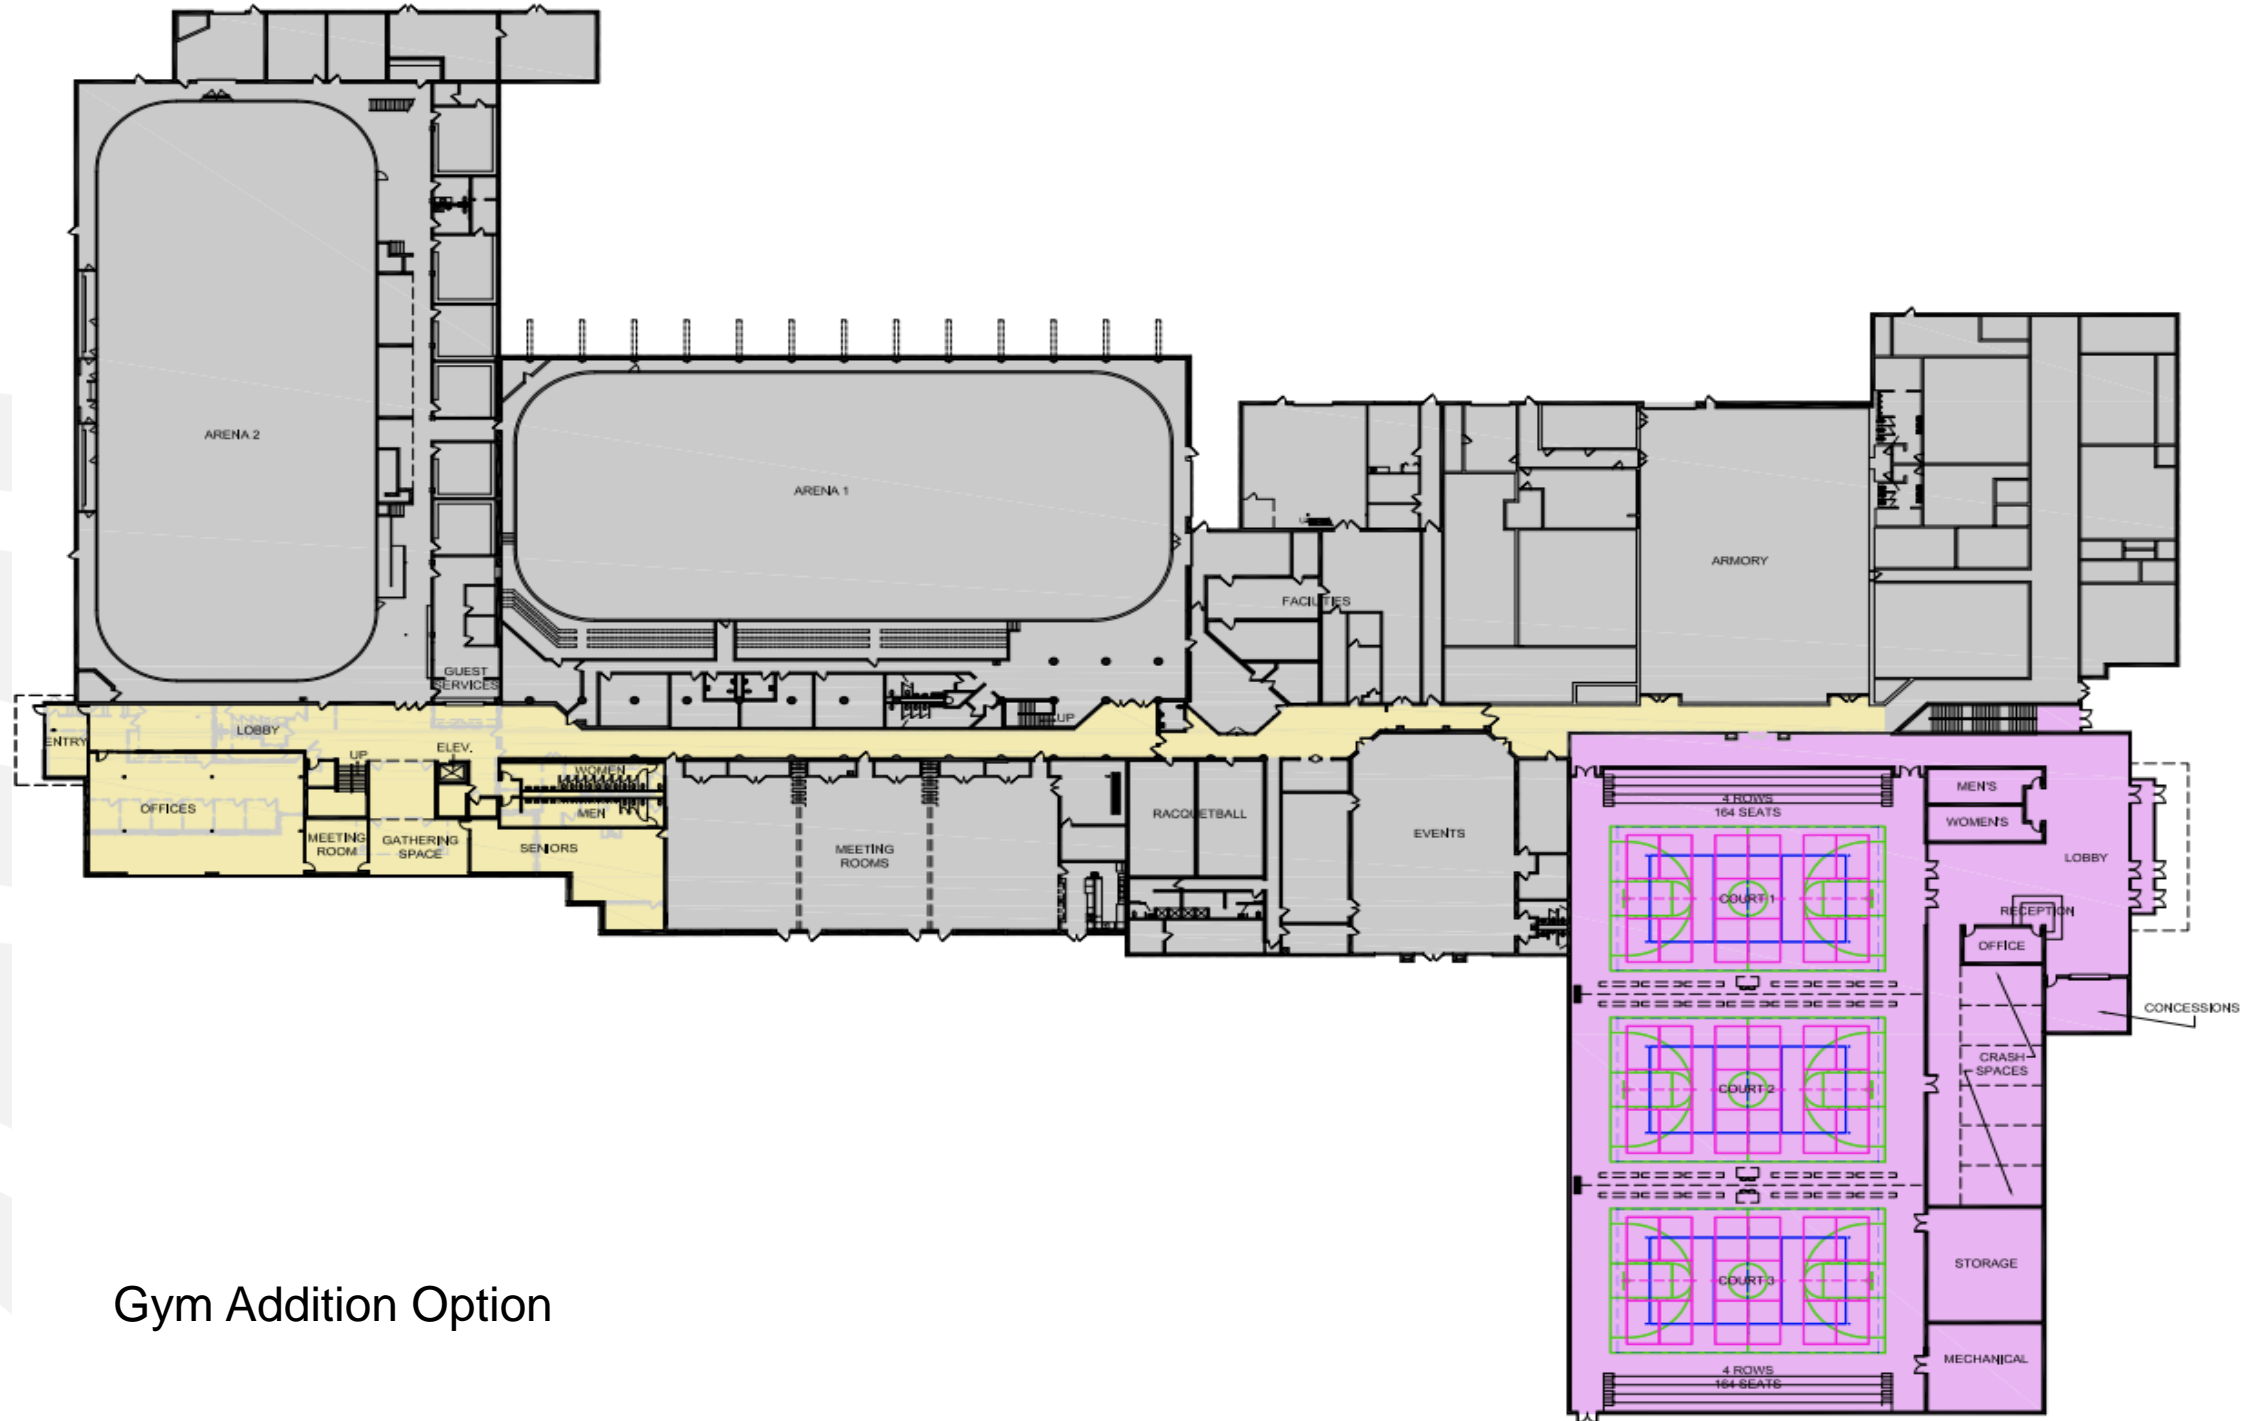 ARENA 2
ARENA 1
ARMORY
FACILITIES
GUEST
SERVICES
UP
LOBBY
ENTRY
UP
ELEV.
WOMEN
MEN
OFFICES
MEETING
ROOM
GATHERING
SPACE
SENIORS
MEETING
ROOMS
RACQUETBALL
EVENTS
4 ROWS
164 SEATS
MEN'S
WOMEN'S
LOBBY
COURT 1
RECEPTION
OFFICE
CONCESSIONS
CRASH
SPACES
COURT 2
STORAGE
COURT 3
MECHANICAL
4 ROWS
164 SEATS
Gym Addition Option